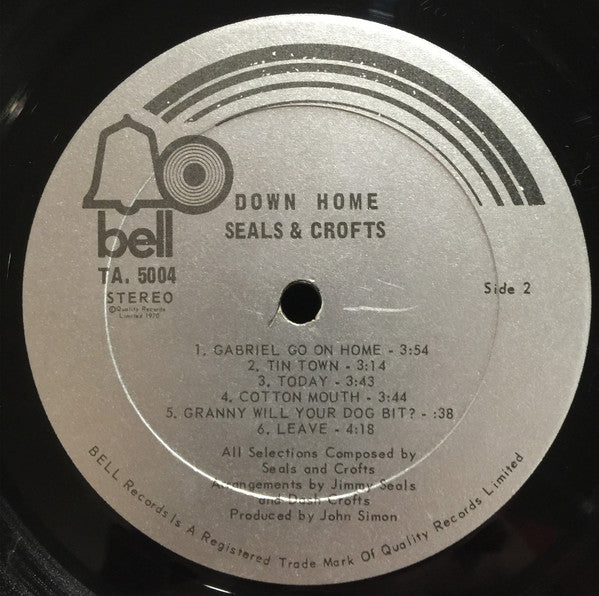 DOWN HOME
SEALS & CROFTS
bell
TA. 5004
STEREO
©Quality Records
Limited 1970
Side 2
1. GABRIEL GO ON HOME - 3:54
2. TIN TOWN - 3:14
3. TODAY - 3:43
4. COTTON MOUTH - 3:44
5. GRANNY WILL YOUR DOG BIT? - :38
6. LEAVE - 4:18
All Selections Composed by
Seals and Crofts
Arrangements by Jimmy Seals
and Dash Crofts
Produced by John Simon
BELL Records Is A Registered Trade Mark Of Quality Records Limited